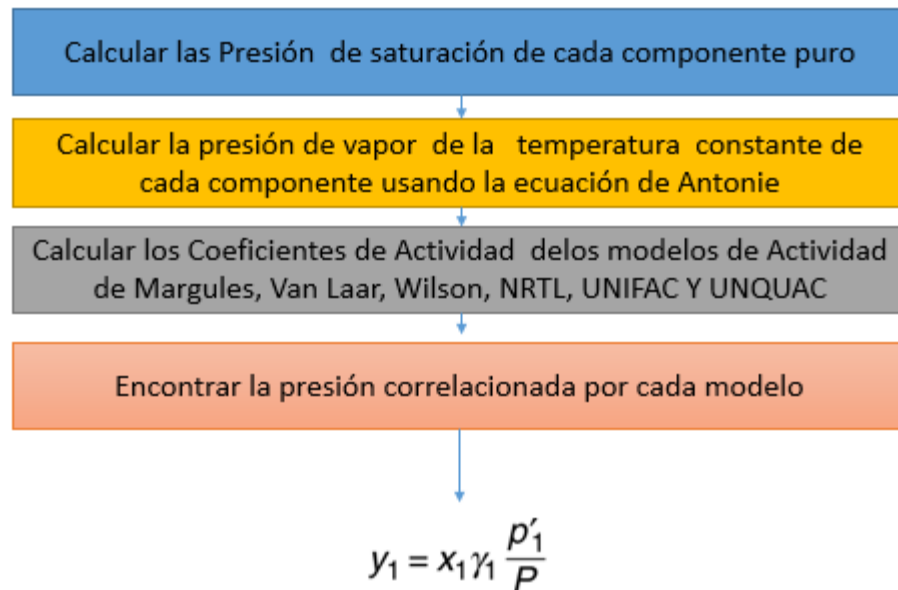 Calcular las Presión de saturación de cada componente puro
Calcular la presión de vapor de la temperatura constante de
cada componente usando la ecuación de Antonie
Calcular los Coeficientes de Actividad delos modelos de Actividad
de Margules, Van Laar, Wilson, NRTL, UNIFAC Y UNQUAC
Encontrar la presión correlacionada por cada modelo
y₁ = x₁γ₁ p′₁/P